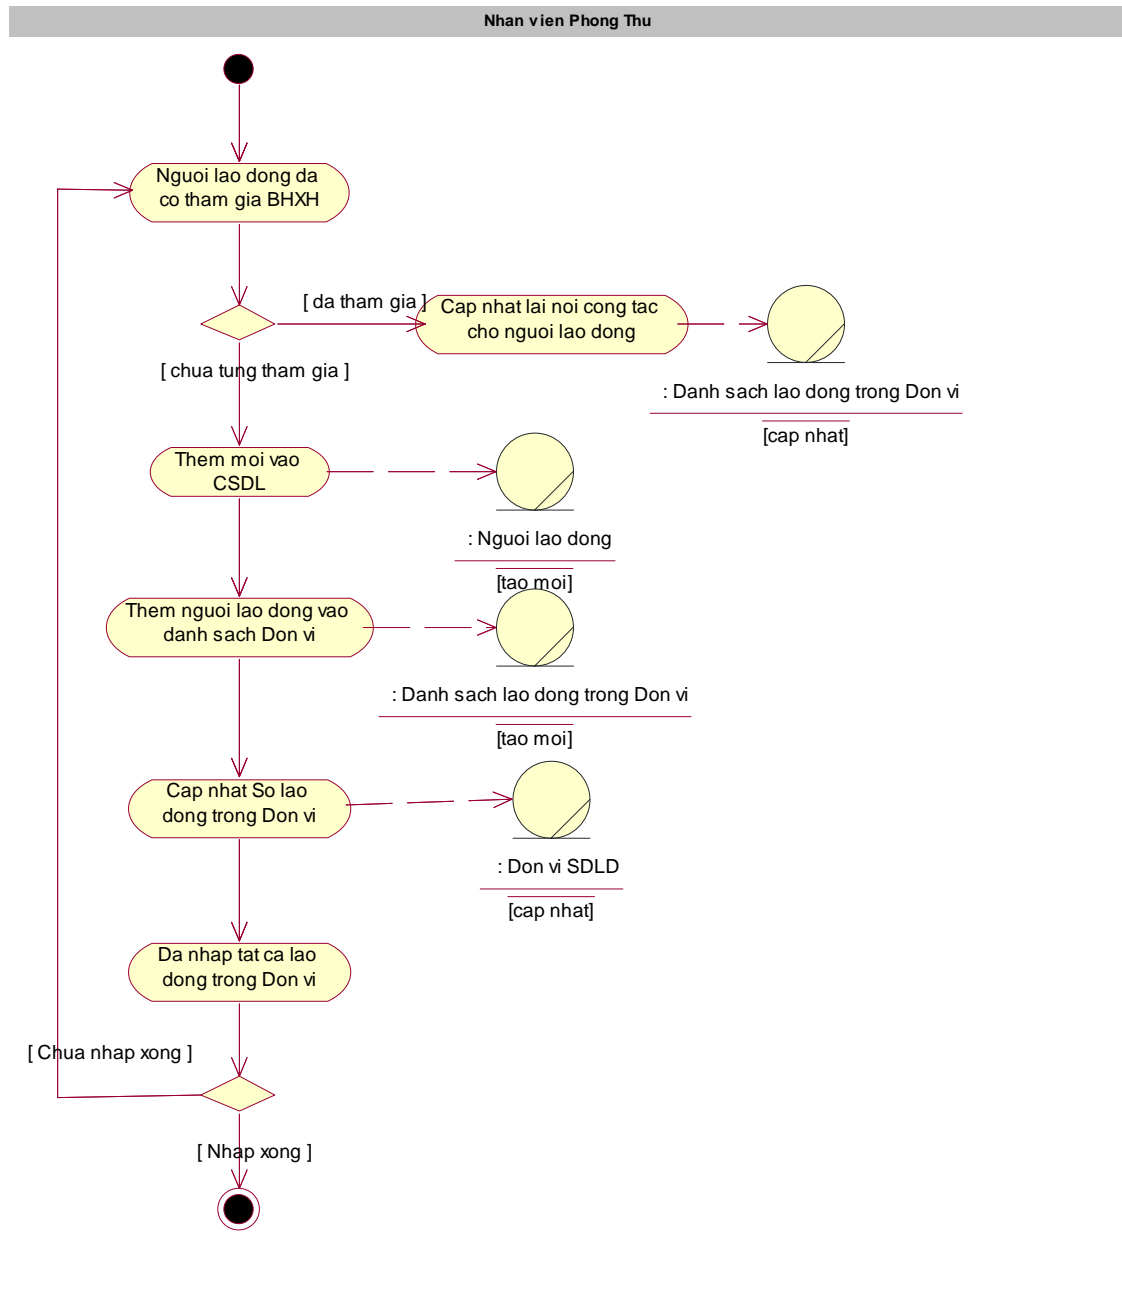 Nhan vien Phong Thu
Nguoi lao dong da
co tham gia BHXH
[ da tham gia ]
Cap nhat lai noi cong tac
cho nguoi lao dong
[ chua tung tham gia ]
: Danh sach lao dong trong Don vi
[cap nhat]
Them moi vao
CSDL
: Nguoi lao dong
[tao moi]
Them nguoi lao dong vao
danh sach Don vi
: Danh sach lao dong trong Don vi
[tao moi]
Cap nhat So lao
dong trong Don vi
: Don vi SDLD
[cap nhat]
Da nhap tat ca lao
dong trong Don vi
[ Chua nhap xong ]
[ Nhap xong ]